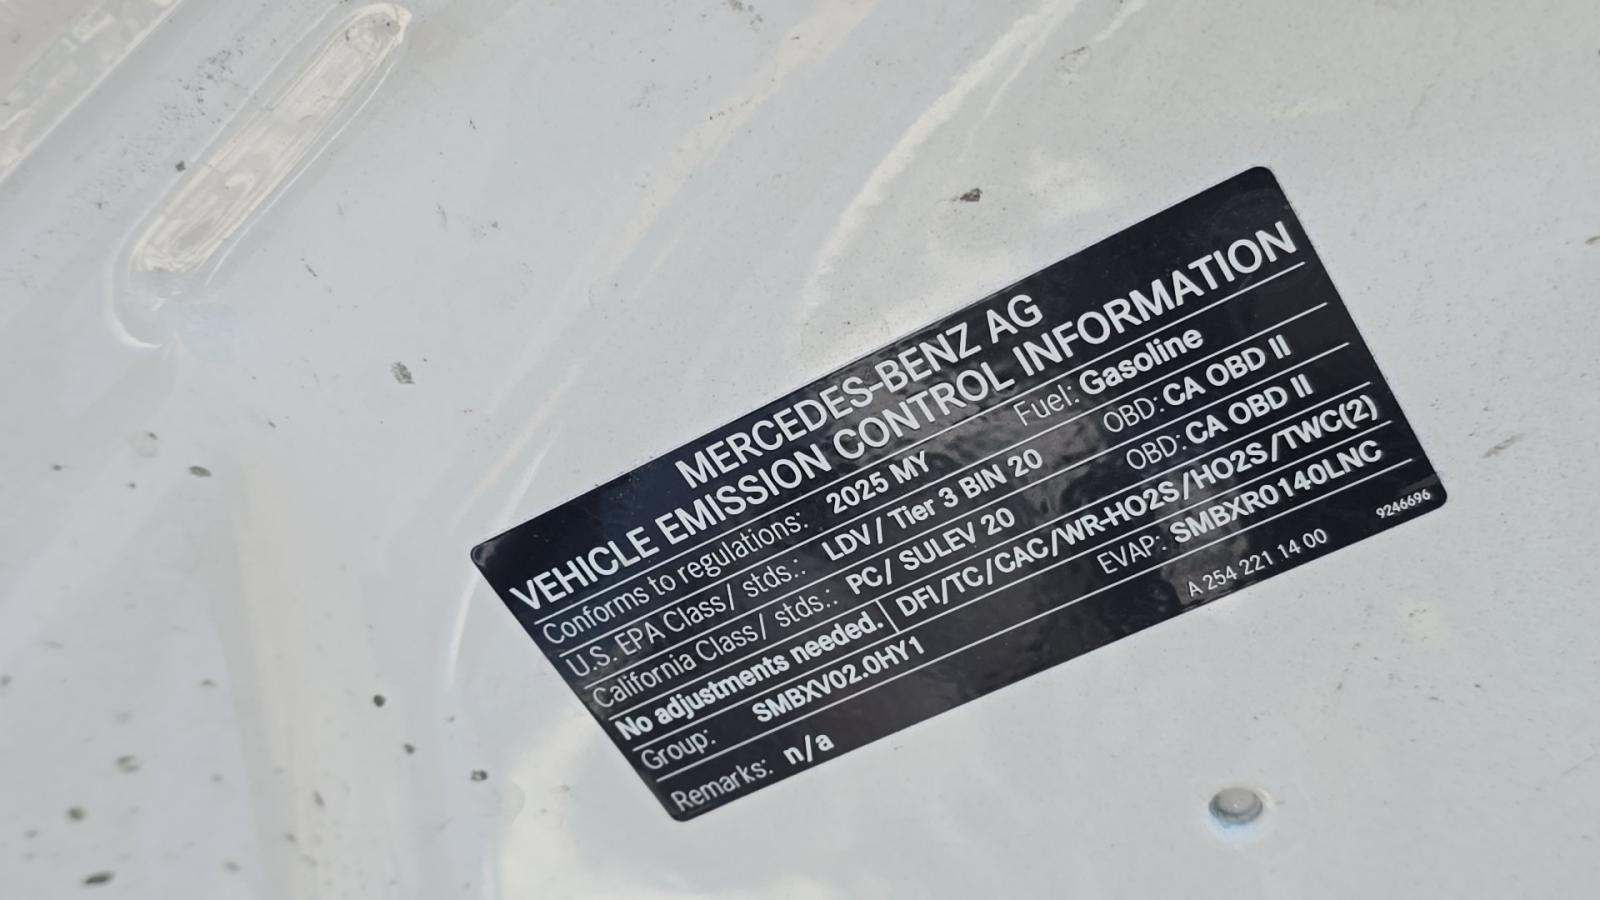 MERCEDES-BENZ AG
VEHICLE EMISSION CONTROL INFORMATION
Conforms to regulations: 2025 MY Fuel: Gasoline
U.S. EPA Class/ stds.: LDV/ Tier 3 BIN 20 OBD: CA OBD II
California Class/ stds.: PC/ SULEV 20 OBD: CA OBD II
No adjustments needed. DFI/TC/CAC/WR-HO2S/HO2S/TWC(2)
Group: SMBXV02.0HY1 EVAP: SMBXR0140LNC
Remarks: n/a A 254 221 14 00 9246696